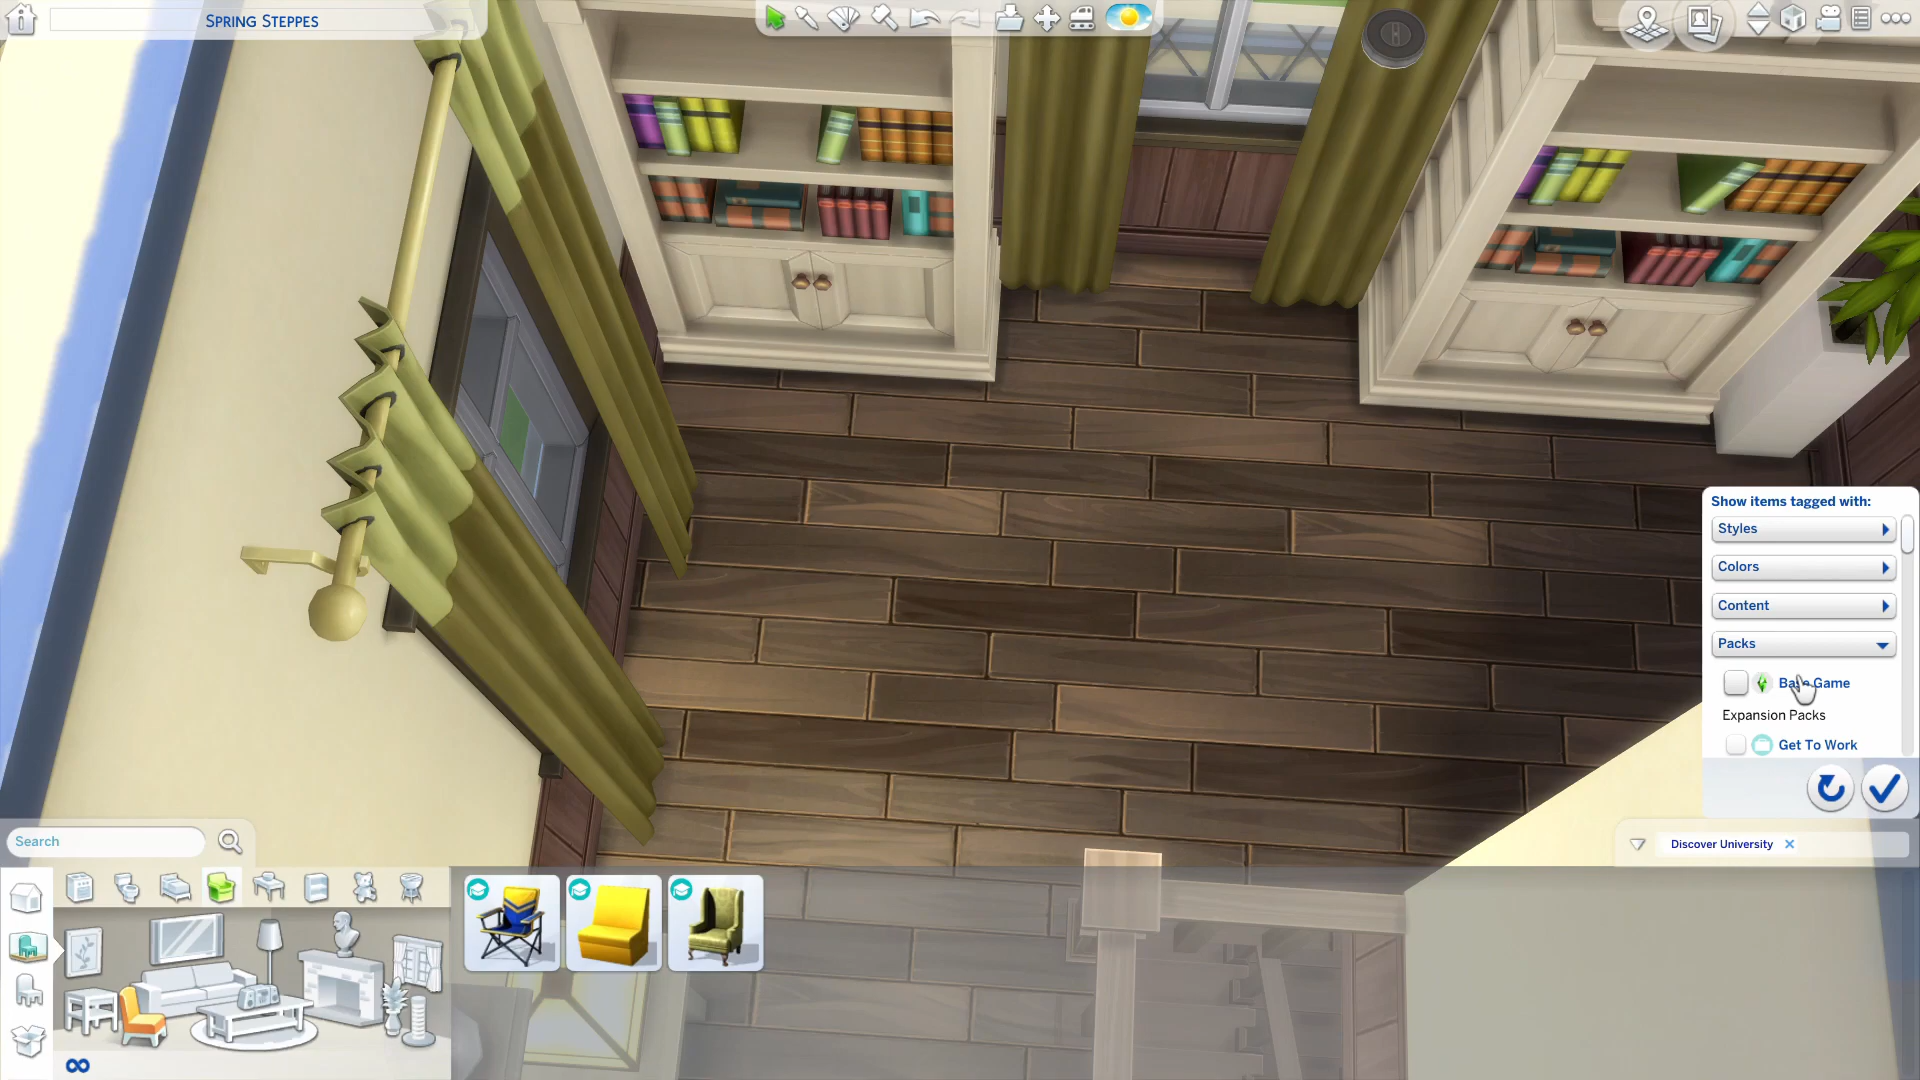 SPRING STEPPES
Show items tagged with:
Styles
Colors
Content
Packs
Base Game
Expansion Packs
Get To Work
Search
Discover University